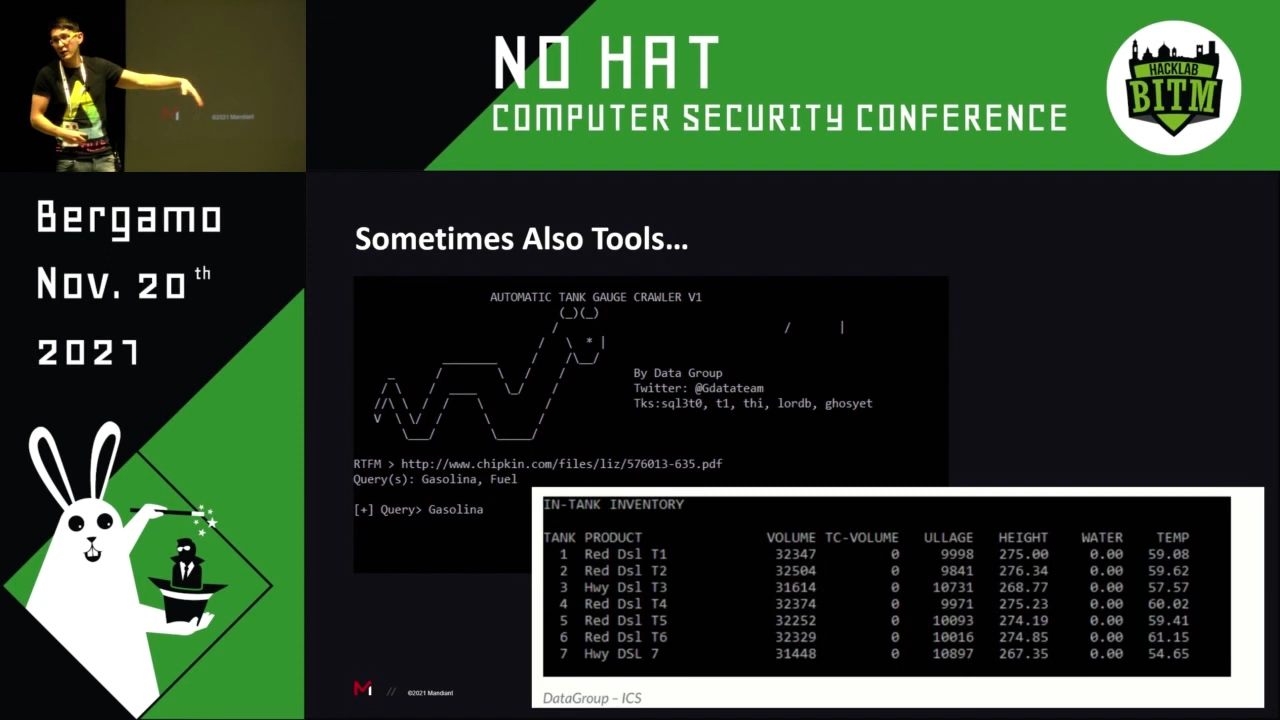 NO HAT
COMPUTER SECURITY CONFERENCE
HACKLAB
BITM
©2021 Mandiant
Bergamo
Nov. 20th
2021
Sometimes Also Tools...
AUTOMATIC TANK GAUGE CRAWLER V1
By Data Group
Twitter: @Gdatateam
Tks:sql3t0, t1, thi, lordb, ghosyet
RTFM > http://www.chipkin.com/files/liz/576013-635.pdf
Query(s): Gasolina, Fuel
[+] Query> Gasolina
IN-TANK INVENTORY
TANK PRODUCT VOLUME TC-VOLUME ULLAGE HEIGHT WATER TEMP
1 Red Dsl T1 32347 0 9998 275.00 0.00 59.08
2 Red Dsl T2 32504 0 9841 276.34 0.00 59.62
3 Hwy Dsl T3 31614 0 10731 268.77 0.00 57.57
4 Red Dsl T4 32374 0 9971 275.23 0.00 60.02
5 Red Dsl T5 32252 0 10093 274.19 0.00 59.41
6 Red Dsl T6 32329 0 10016 274.85 0.00 61.15
7 Hwy DSL 7 31448 0 10897 267.35 0.00 54.65
DataGroup – ICS
M // ©2021 Mandiant